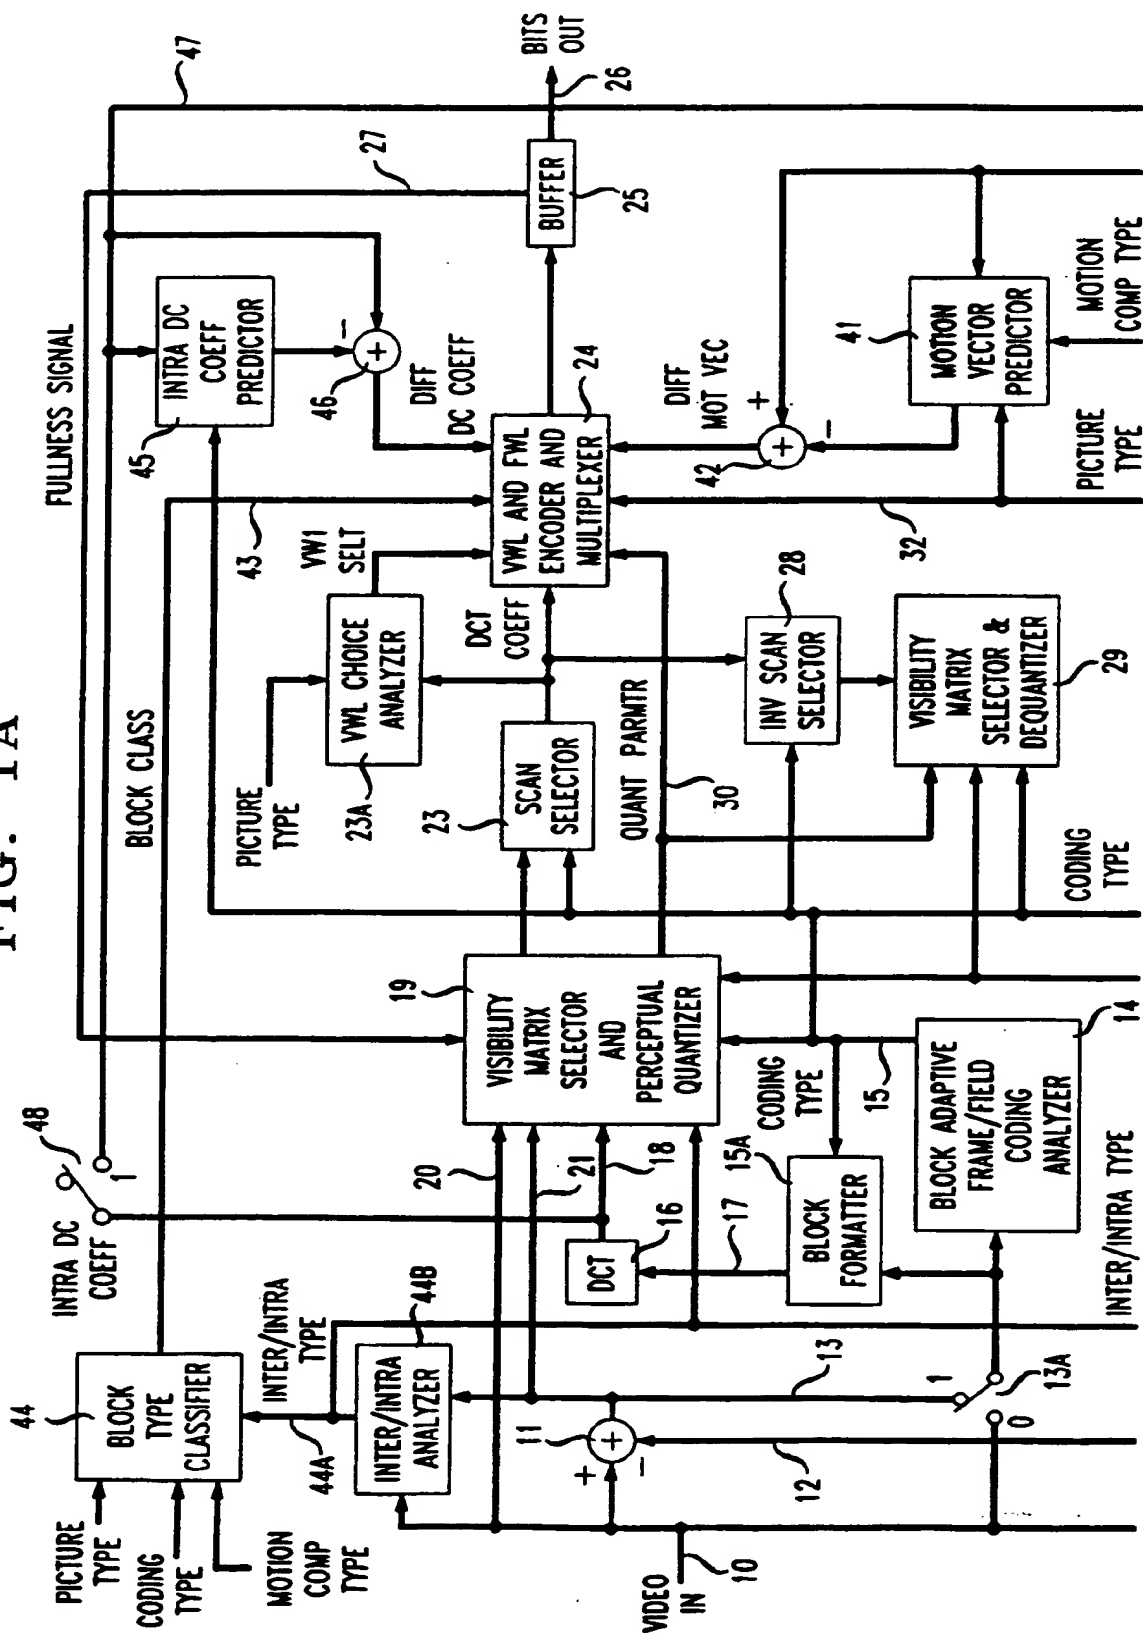 FIG. 1A
44
BLOCK
TYPE
CLASSIFIER
PICTURE
TYPE
CODING
TYPE
MOTION
COMP
TYPE
44A
INTER/INTRA
TYPE
INTER/INTRA
ANALYZER
44B
INTRA DC
COEFF
48
1
BLOCK CLASS
FULLNESS SIGNAL
47
27
45
INTRA DC
COEFF
PREDICTOR
46
+
−
DIFF
DC COEFF
43
PICTURE
TYPE
23A
VWL CHOICE
ANALYZER
VW1
SELT
VIDEO
IN
10
11
+
+
−
12
13
13A
0
1
20
21
18
DCT
16
17
15A
BLOCK
FORMATTER
CODING
TYPE
15
BLOCK ADAPTIVE
FRAME/FIELD
CODING
ANALYZER
14
INTER/INTRA TYPE
19
VISIBILITY
MATRIX
SELECTOR
AND
PERCEPTUAL
QUANTIZER
23
SCAN
SELECTOR
DCT
COEFF
QUANT PARMTR
30
VWL AND FWL
ENCODER AND
MULTIPLEXER
24
BUFFER
25
26
BITS
OUT
INV SCAN
SELECTOR
28
VISIBILITY
MATRIX
SELECTOR &
DEQUANTIZER
29
CODING
TYPE
DIFF
MOT VEC
42
+
+
−
32
41
MOTION
VECTOR
PREDICTOR
PICTURE
TYPE
MOTION
COMP TYPE